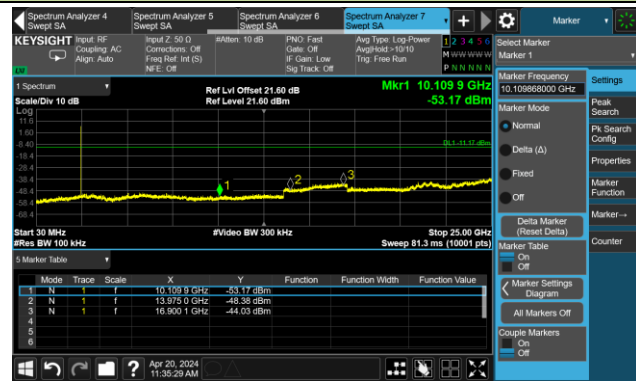 Spectrum Analyzer 4
Swept SA
Spectrum Analyzer 5
Swept SA
Spectrum Analyzer 6
Swept SA
Spectrum Analyzer 7
Swept SA
Marker
KEYSIGHT
Input: RF
Coupling: AC
Align: Auto
Input Z: 50 Ω
Corrections: Off
Freq Ref: Int (S)
NFE: Off
#Atten: 10 dB
PNO: Fast
Gate: Off
IF Gain: Low
Sig Track: Off
Avg Type: Log-Power
Avg|Hold:>10/10
Trig: Free Run
1 2 3 4 5 6
M W W W W W
P N N N N N
LW
Select Marker
Marker 1
1 Spectrum
Scale/Div 10 dB
Ref Lvl Offset 21.60 dB
Ref Level 21.60 dBm
Mkr1 10.109 9 GHz
-53.17 dBm
Log
11.6
1.60
-8.40
-18.4
-28.4
-38.4
-48.4
-58.4
-68.4
DL1 -11.17 dBm
1
2
3
Start 30 MHz
#Res BW 100 kHz
#Video BW 300 kHz
Stop 25.00 GHz
Sweep 81.3 ms (10001 pts)
5 Marker Table
Mode Trace Scale X Y Function Function Width Function Value
1 N 1 f 10.109 9 GHz -53.17 dBm
2 N 1 f 13.975 0 GHz -48.38 dBm
3 N 1 f 16.900 1 GHz -44.03 dBm
4
5
6
Marker Frequency
10.109868000 GHz
Marker Mode
Normal
Delta (Δ)
Fixed
Off
Delta Marker
(Reset Delta)
Marker Table
On
Off
Marker Settings
Diagram
All Markers Off
Couple Markers
On
Off
Settings
Peak
Search
Pk Search
Config
Properties
Marker
Function
Marker→
Counter
?
Apr 20, 2024
11:35:29 AM